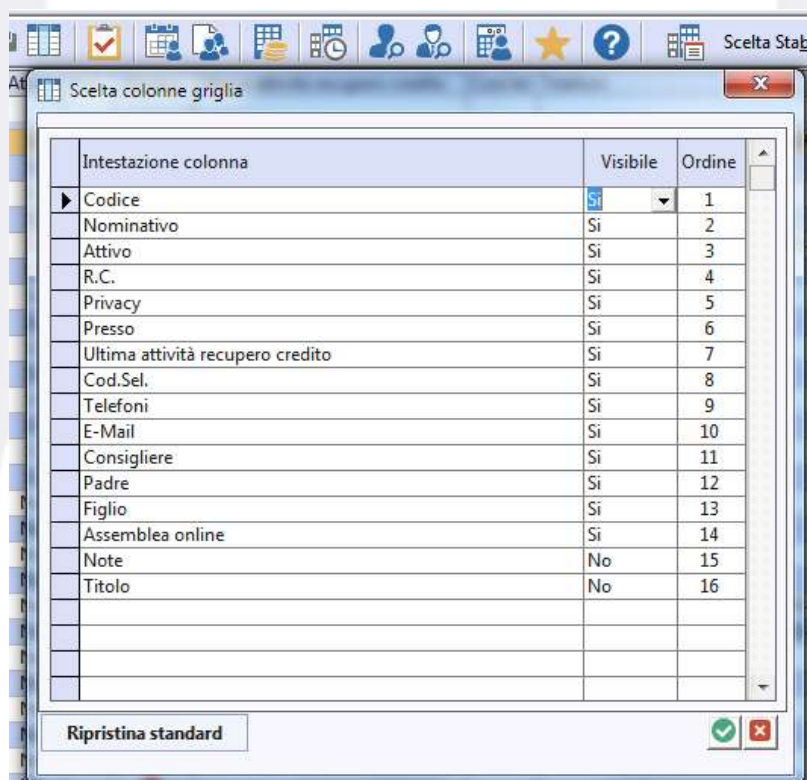 Scelta Stab
At
Scelta colonne griglia
Intestazione colonna Visibile Ordine
Codice Si 1
Nominativo Si 2
Attivo Si 3
R.C. Si 4
Privacy Si 5
Presso Si 6
Ultima attività recupero credito Si 7
Cod.Sel. Si 8
Telefoni Si 9
E-Mail Si 10
Consigliere Si 11
Padre Si 12
Figlio Si 13
Assemblea online Si 14
Note No 15
Titolo No 16
Ripristina standard